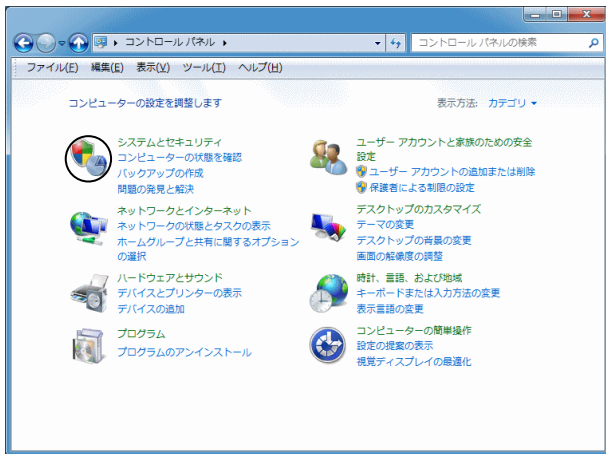 コントロール パネル
コントロール パネルの検索
ファイル(F) 編集(E) 表示(V) ツール(T) ヘルプ(H)
コンピューターの設定を調整します
表示方法: カテゴリ
システムとセキュリティ
コンピューターの状態を確認
バックアップの作成
問題の発見と解決
ネットワークとインターネット
ネットワークの状態とタスクの表示
ホームグループと共有に関するオプション
の選択
ハードウェアとサウンド
デバイスとプリンターの表示
デバイスの追加
プログラム
プログラムのアンインストール
ユーザー アカウントと家族のための安全
設定
ユーザー アカウントの追加または削除
保護者による制限の設定
デスクトップのカスタマイズ
テーマの変更
デスクトップの背景の変更
画面の解像度の調整
時計、言語、および地域
キーボードまたは入力方法の変更
表示言語の変更
コンピューターの簡単操作
設定の提案の表示
視覚ディスプレイの最適化